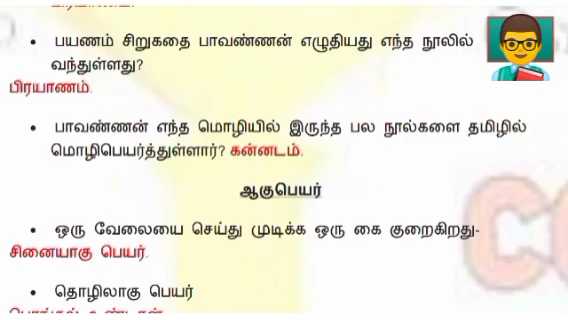 • பயணம் சிறுகதை பாவண்ணன் எழுதியது எந்த நூலில்
வந்துள்ளது?
பிரயாணம்.
• பாவண்ணன் எந்த மொழியில் இருந்த பல நூல்களை தமிழில்
மொழிபெயர்த்துள்ளார்? கன்னடம்.
ஆகுபெயர்
• ஒரு வேலையை செய்து முடிக்க ஒரு கை குறைகிறது-
சினையாகு பெயர்.
• தொழிலாகு பெயர்